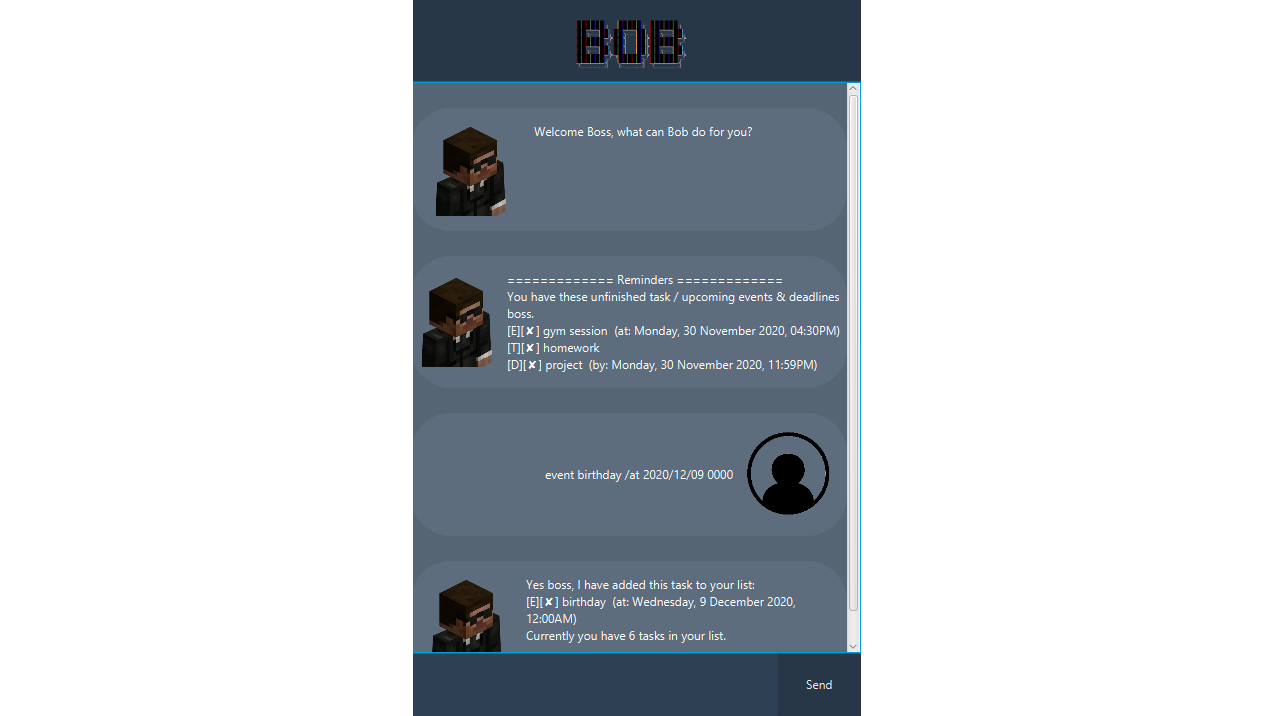 BOB
Welcome Boss, what can Bob do for you?
============= Reminders =============
You have these unfinished task / upcoming events & deadlines
boss.
[E][✘] gym session  (at: Monday, 30 November 2020, 04:30PM)
[T][✘] homework
[D][✘] project  (by: Monday, 30 November 2020, 11:59PM)
event birthday /at 2020/12/09 0000
Yes boss, I have added this task to your list:
[E][✘] birthday  (at: Wednesday, 9 December 2020,
12:00AM)
Currently you have 6 tasks in your list.
Send